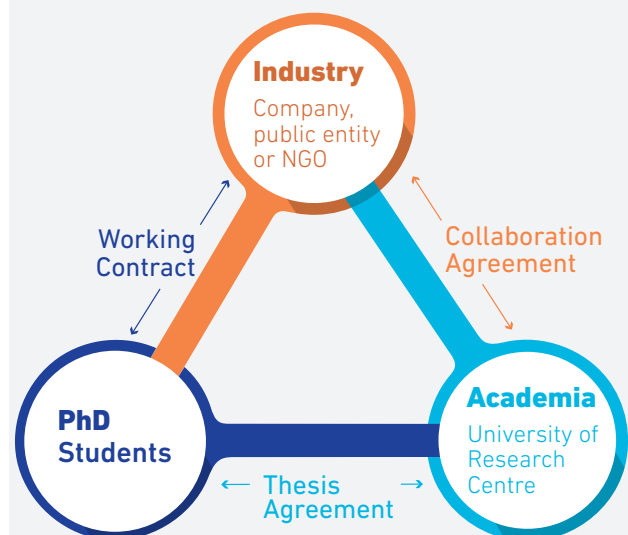 Industry
Company,
public entity
or NGO
Working
Contract
Collaboration
Agreement
PhD
Students
Academia
University of
Research
Centre
Thesis
Agreement